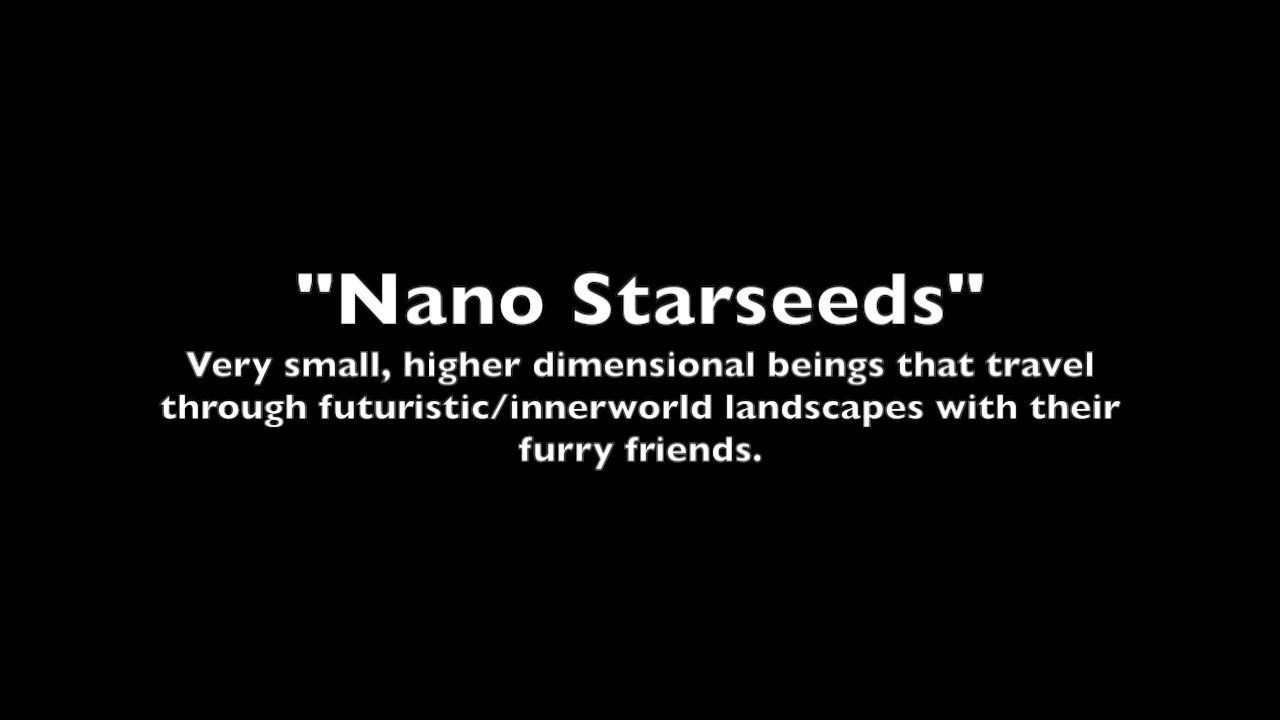 "Nano Starseeds"
Very small, higher dimensional beings that travel
through futuristic/innerworld landscapes with their
furry friends.